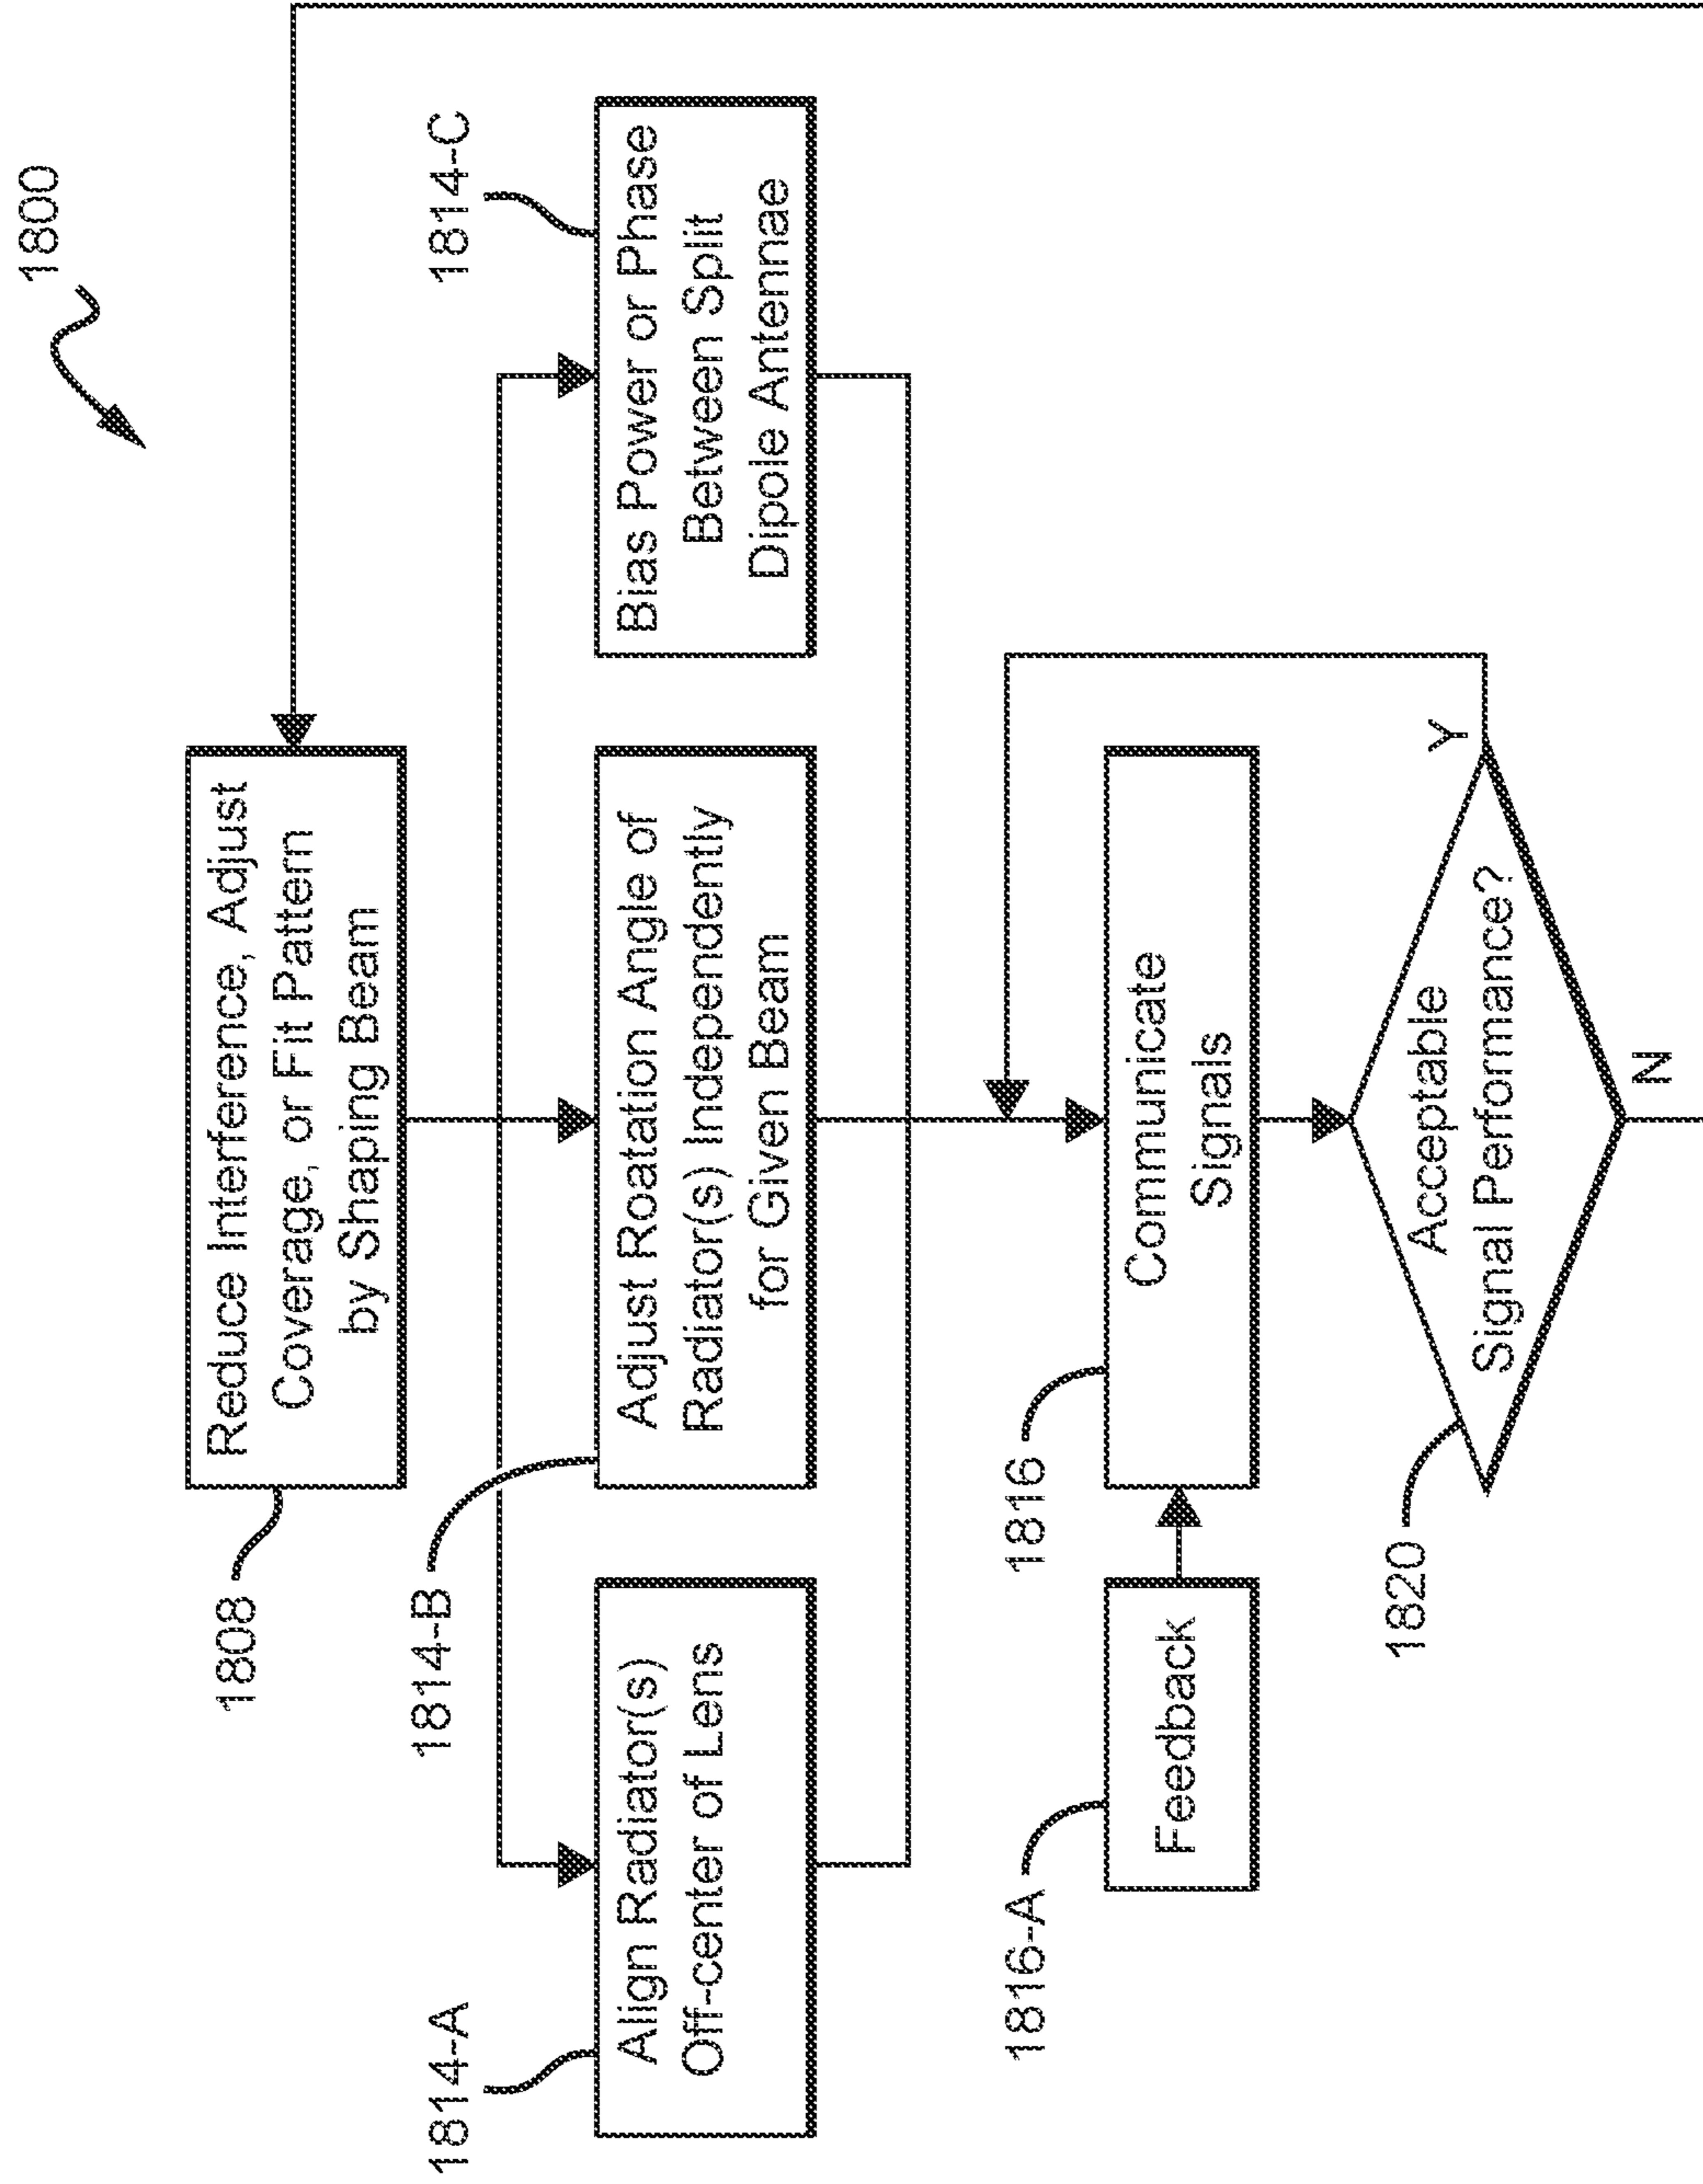 1800
1808
Reduce Interference, Adjust
Coverage, or Fit Pattern
by Shaping Beam
1814-A
Align Radiator(s)
Off-center of Lens
1814-B
Adjust Roatation Angle of
Radiator(s) Independently
for Given Beam
1814-C
Bias Power or Phase
Between Split
Dipole Antennae
1816-A
Feedback
1816
Communicate
Signals
1820
Acceptable
Signal Performance?
Y
N